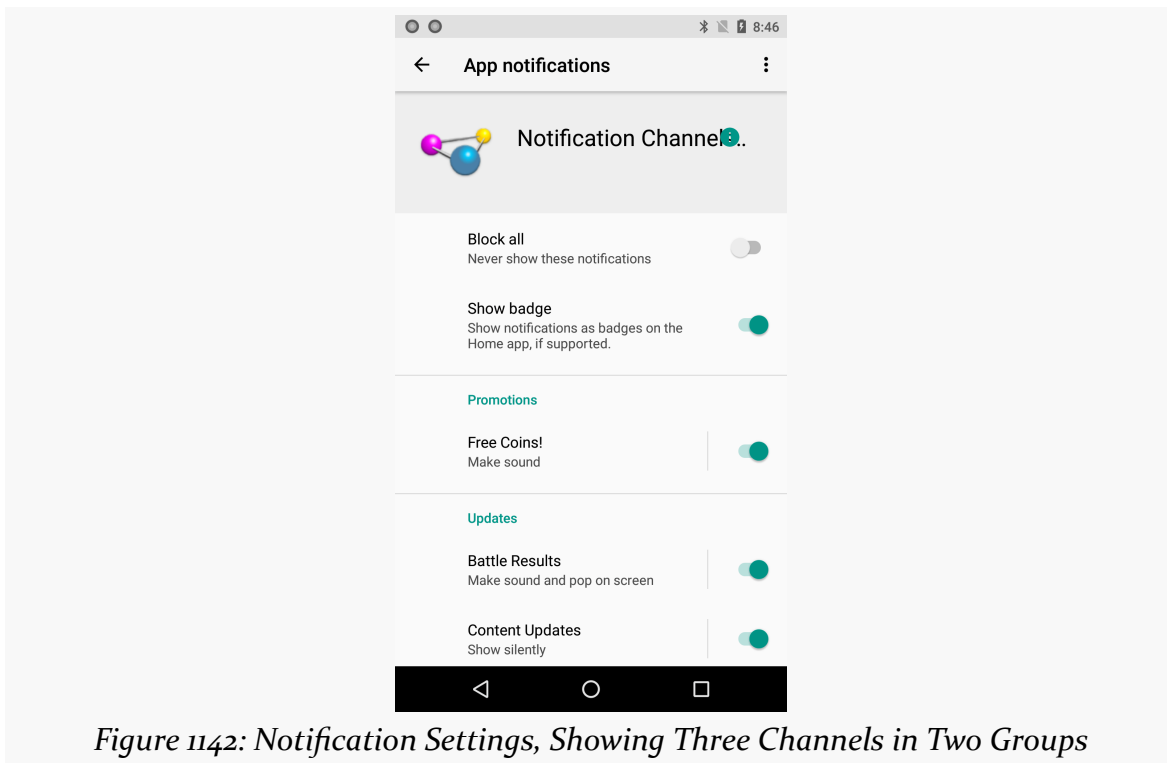 8:46
App notifications
Notification Channel...
Block all
Never show these notifications
Show badge
Show notifications as badges on the
Home app, if supported.
Promotions
Free Coins!
Make sound
Updates
Battle Results
Make sound and pop on screen
Content Updates
Show silently
Figure 1142: Notification Settings, Showing Three Channels in Two Groups